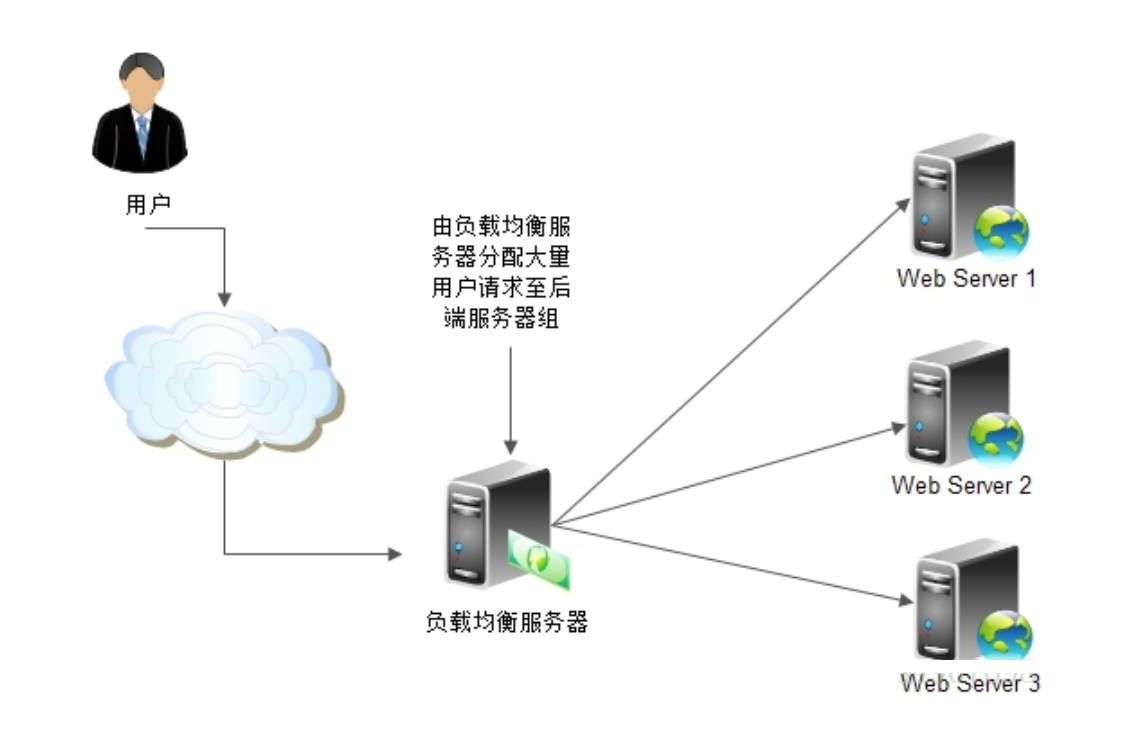 用户
由负载均衡服
务器分配大量
用户请求至后
端服务器组
Web Server 1
Web Server 2
负载均衡服务器
Web Server 3